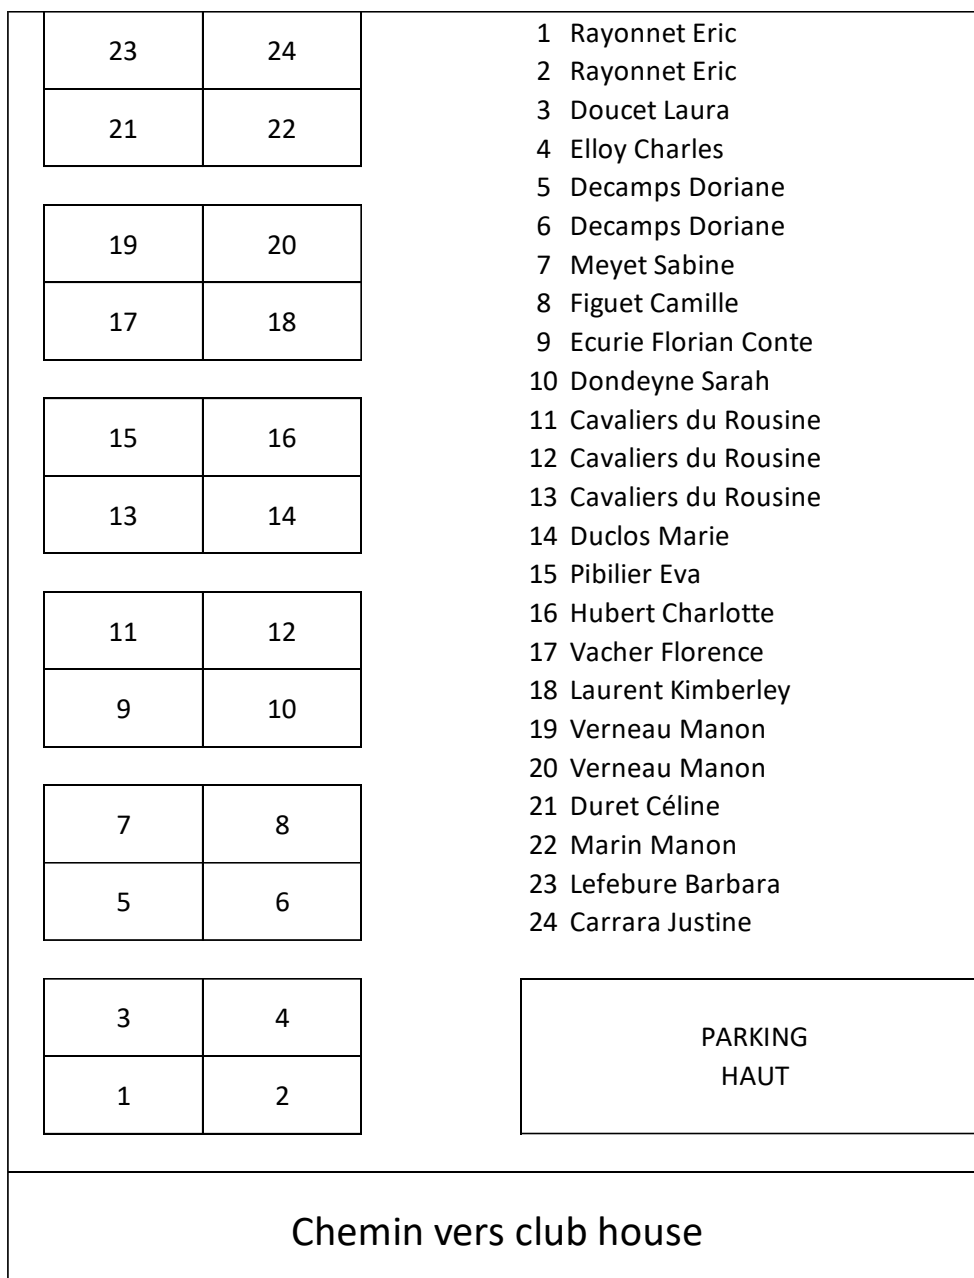 23 24
21 22
19 20
17 18
15 16
13 14
11 12
9 10
7 8
5 6
3 4
1 2
1 Rayonnet Eric
2 Rayonnet Eric
3 Doucet Laura
4 Elloy Charles
5 Decamps Doriane
6 Decamps Doriane
7 Meyet Sabine
8 Figuet Camille
9 Ecurie Florian Conte
10 Dondeyne Sarah
11 Cavaliers du Rousine
12 Cavaliers du Rousine
13 Cavaliers du Rousine
14 Duclos Marie
15 Pibilier Eva
16 Hubert Charlotte
17 Vacher Florence
18 Laurent Kimberley
19 Verneau Manon
20 Verneau Manon
21 Duret Céline
22 Marin Manon
23 Lefebure Barbara
24 Carrara Justine
PARKING
HAUT
Chemin vers club house